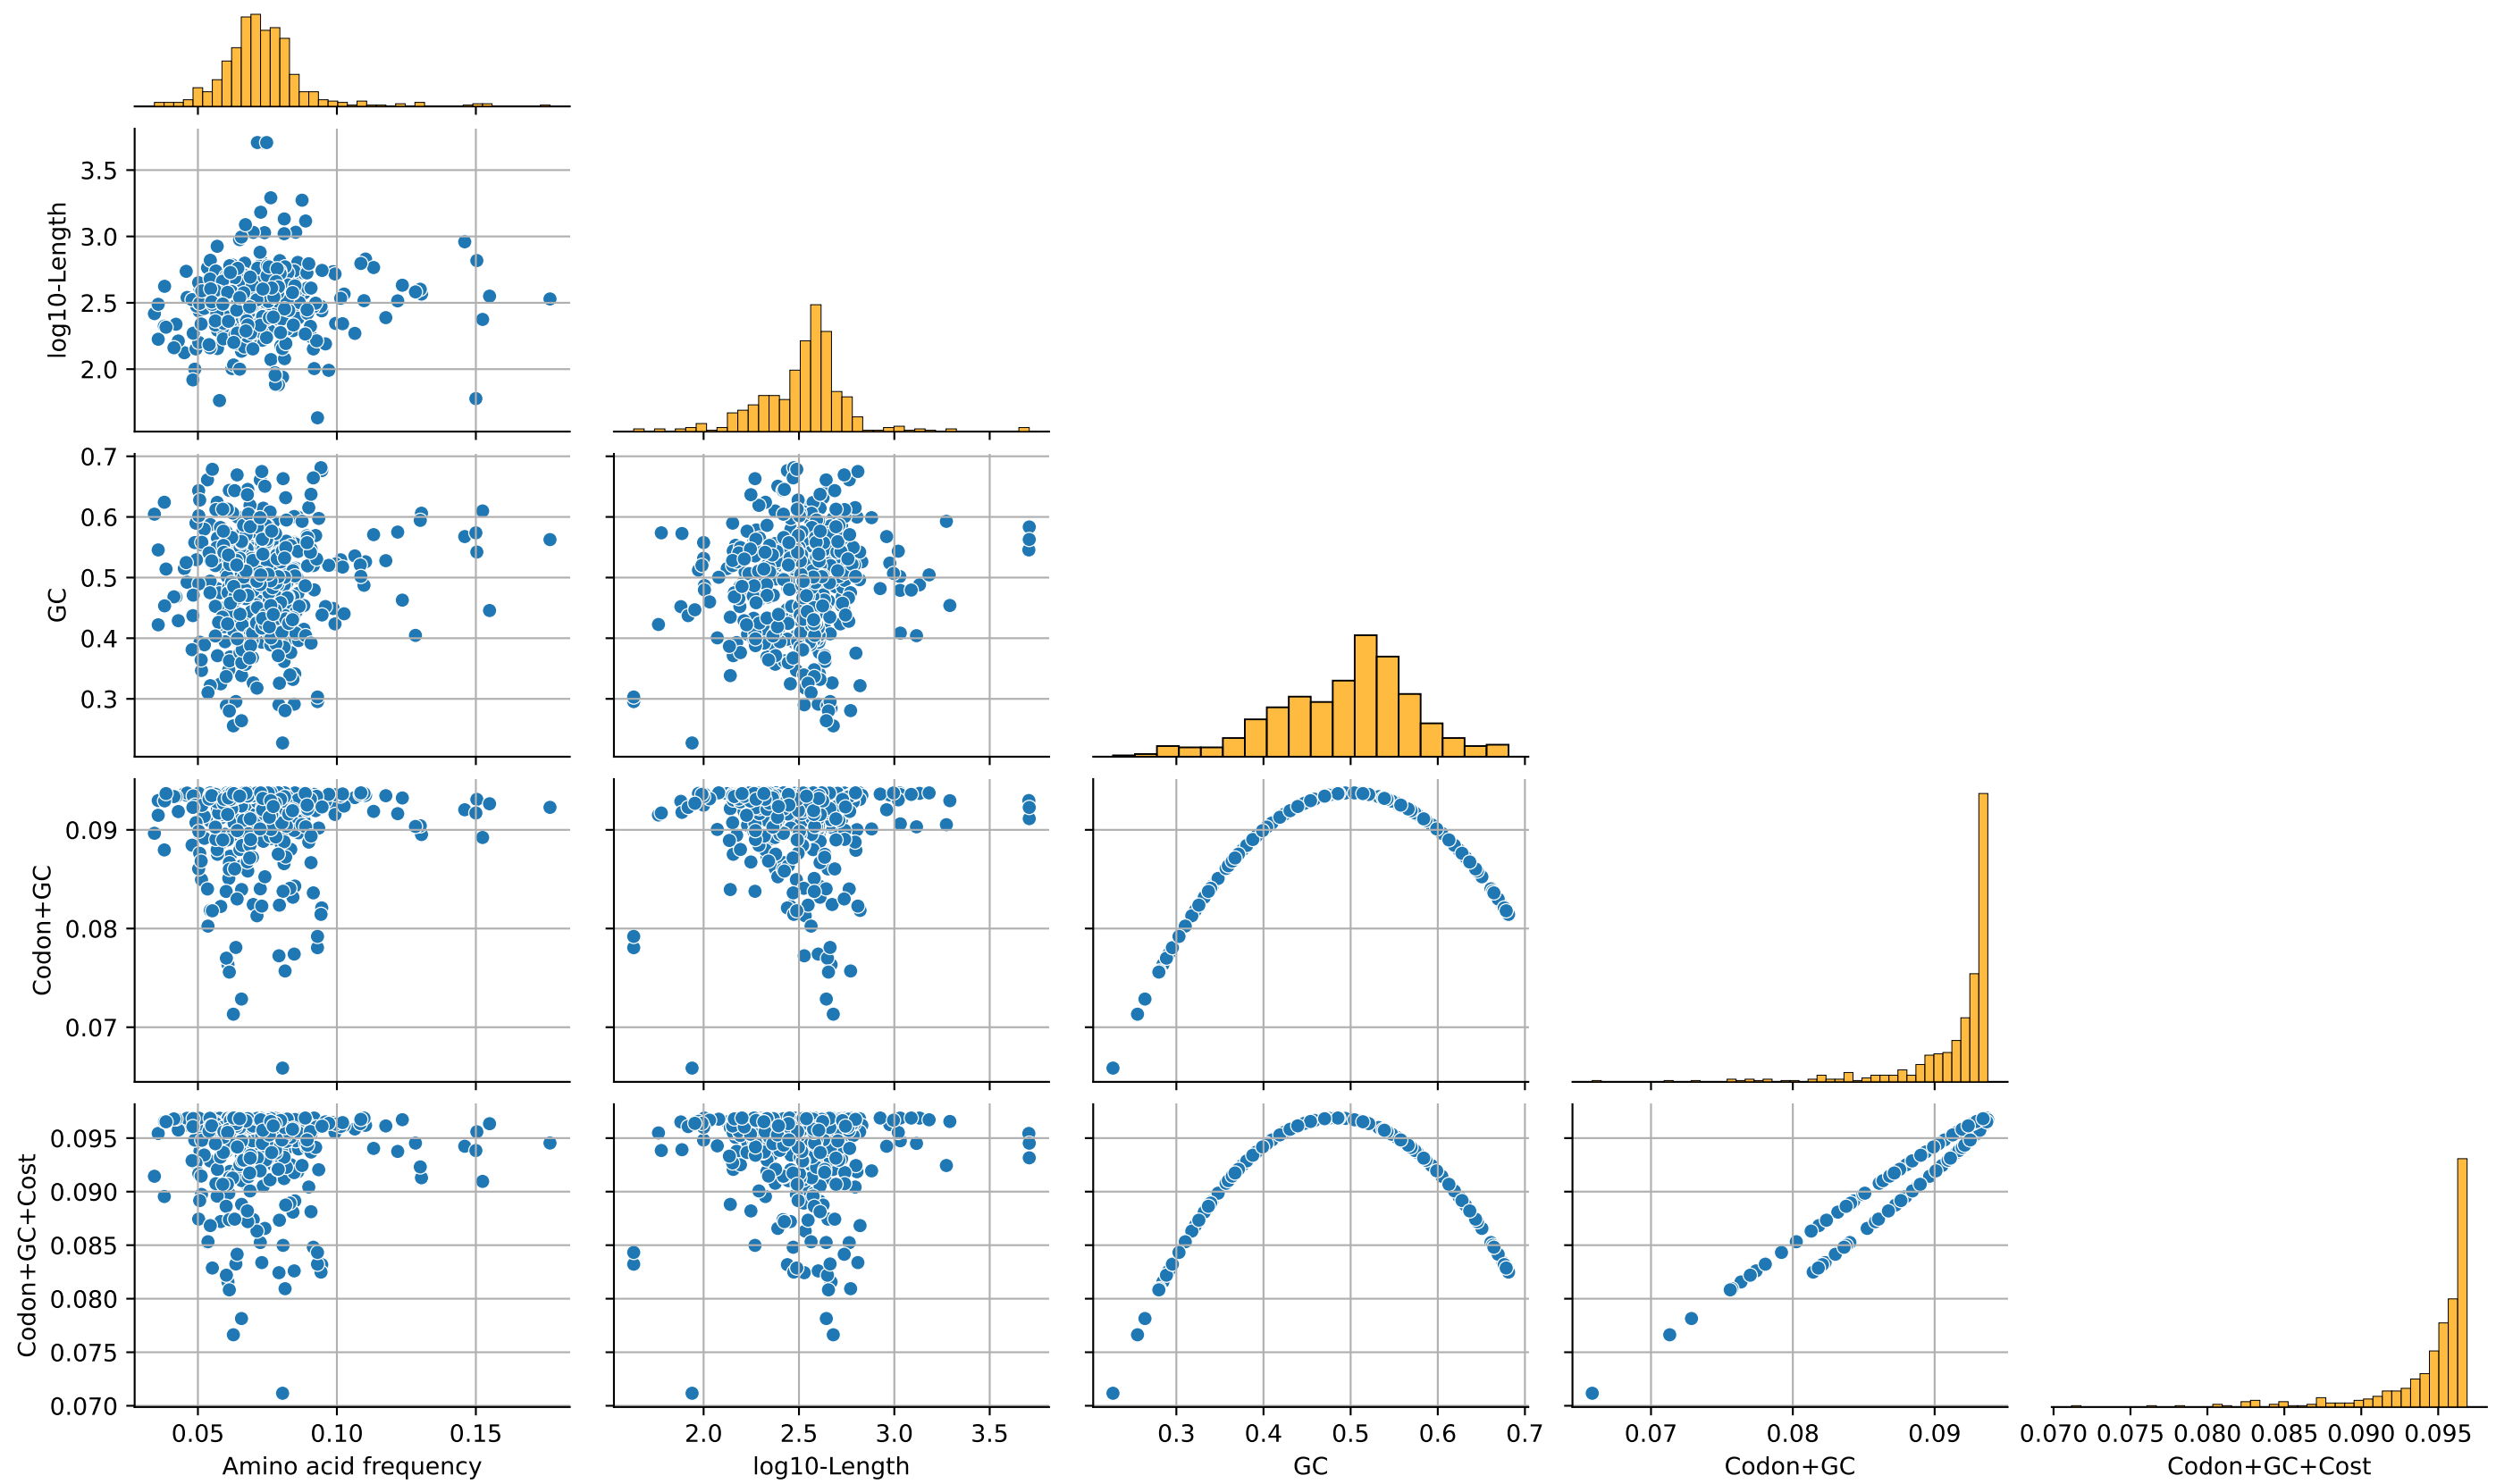 3.5
3.0
2.5
2.0
log10-Length
0.7
0.6
0.5
0.4
0.3
GC
0.09
0.08
0.07
Codon+GC
0.095
0.090
0.085
0.080
0.075
0.070
Codon+GC+Cost
0.05 0.10 0.15
Amino acid frequency
2.0 2.5 3.0 3.5
log10-Length
0.3 0.4 0.5 0.6 0.7
GC
0.07 0.08 0.09
Codon+GC
0.070 0.075 0.080 0.085 0.090 0.095
Codon+GC+Cost